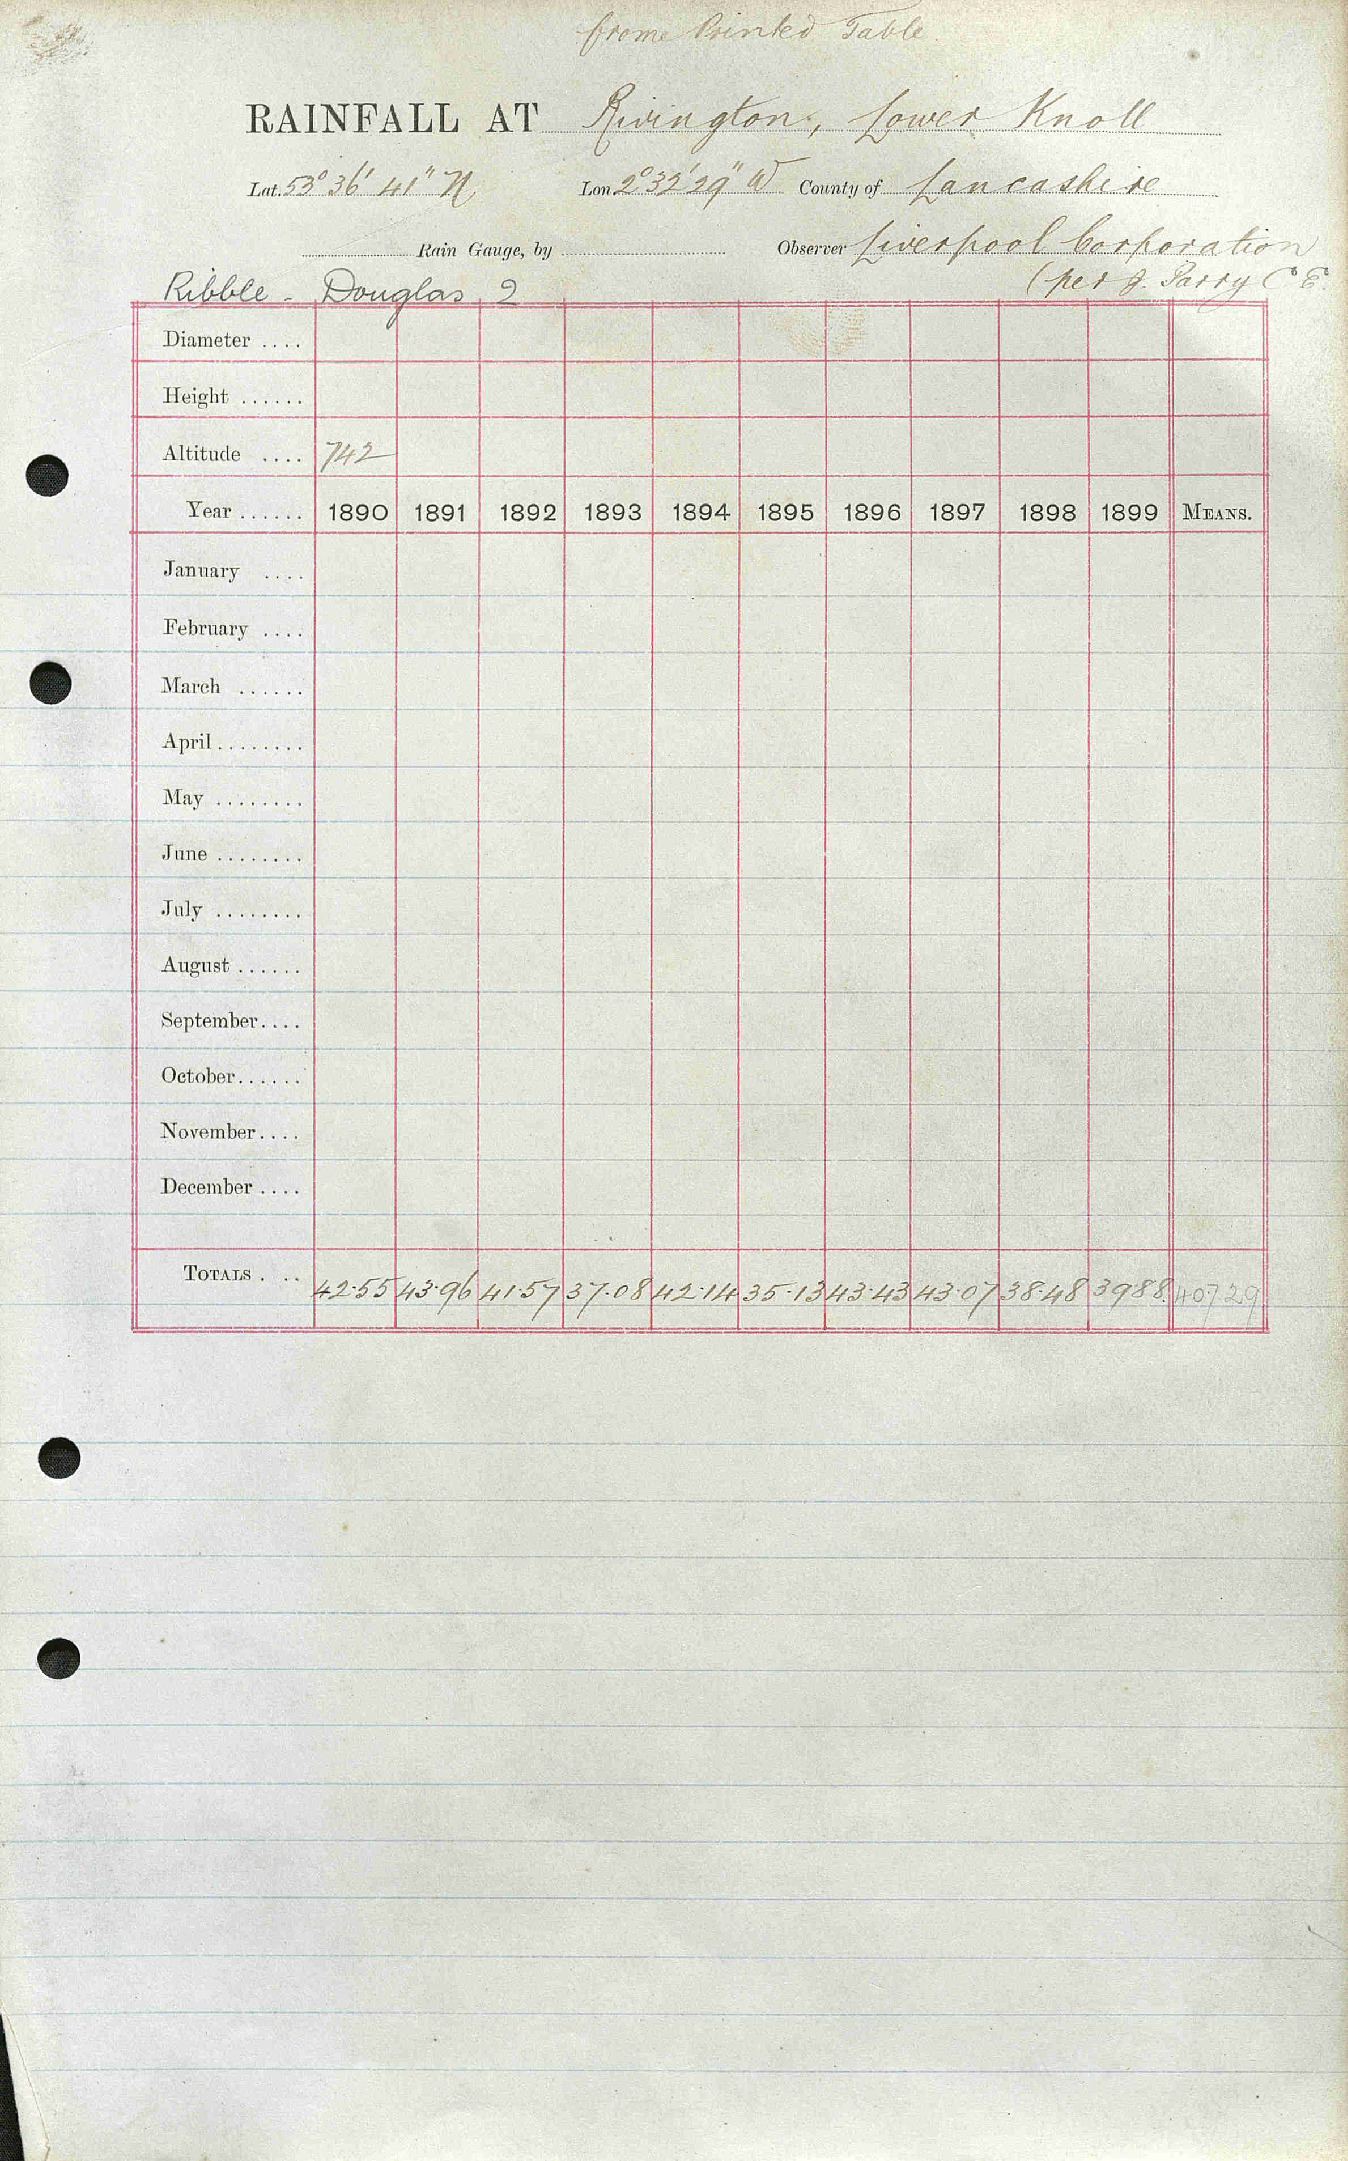 frome Printed Table.
RAINFALL AT Rivington, Lower Knoll
Lat. 53° 36' 41" N Lon 2° 32' 29" W County of Lancashire
Rain Gauge, by Observer Liverpool Corporation
(per J. Parry C E.
Ribble - Douglas 2
Diameter ....
Height ......
Altitude .... 742
Year ...... 1890 1891 1892 1893 1894 1895 1896 1897 1898 1899 MEANS.
January ....
February ....
March ......
April ........
May ........
June ........
July ........
August ......
September ....
October ......
November ....
December ....
TOTALS . .. 42.55 43.96 41.57 37.08 42.14 35.13 43.43 43.07 38.48 39.88 407.29